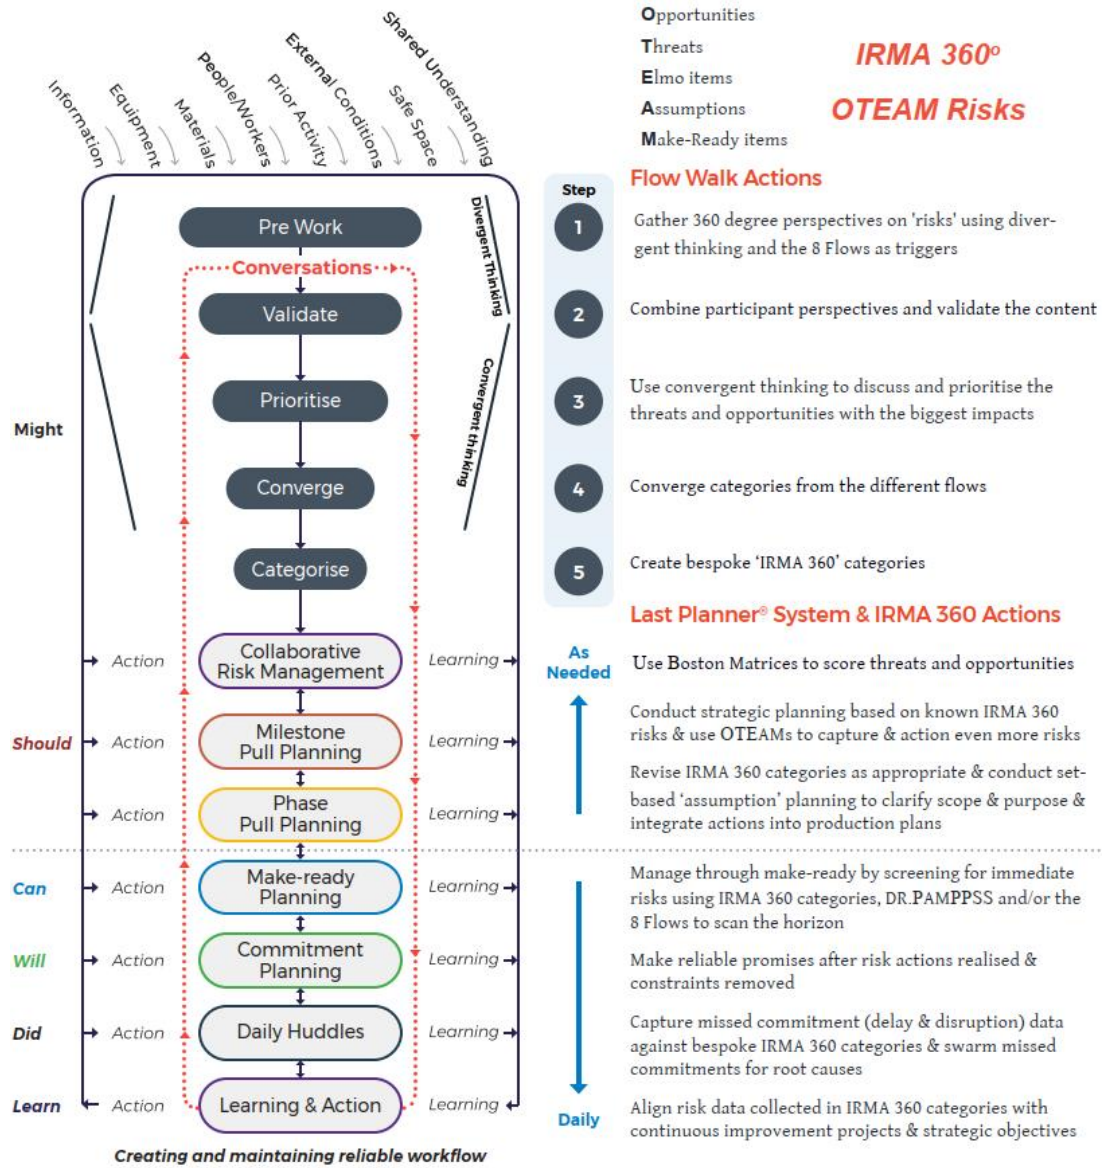 Information
Equipment
Materials
People/Workers
Prior Activity
External Conditions
Safe Space
Shared Understanding
Opportunities
Threats
Elmo items
Assumptions
Make-Ready items
IRMA 360º
OTEAM Risks
Step
Flow Walk Actions
Divergent Thinking
Pre Work
1
Gather 360 degree perspectives on 'risks' using diver-
gent thinking and the 8 Flows as triggers
Conversations
Validate
2
Combine participant perspectives and validate the content
Convergent thinking
Might
Prioritise
3
Use convergent thinking to discuss and prioritise the
threats and opportunities with the biggest impacts
Converge
4
Converge categories from the different flows
Categorise
5
Create bespoke ‘IRMA 360’ categories
Last Planner® System & IRMA 360 Actions
Action
Collaborative
Risk Management
Learning
As
Needed
Use Boston Matrices to score threats and opportunities
Should
Action
Milestone
Pull Planning
Learning
Conduct strategic planning based on known IRMA 360
risks & use OTEAMs to capture & action even more risks
Action
Phase
Pull Planning
Learning
Revise IRMA 360 categories as appropriate & conduct set-
based ‘assumption’ planning to clarify scope & purpose &
integrate actions into production plans
Can
Action
Make-ready
Planning
Learning
Manage through make-ready by screening for immediate
risks using IRMA 360 categories, DR.PAMPPSS and/or the
8 Flows to scan the horizon
Will
Action
Commitment
Planning
Learning
Make reliable promises after risk actions realised &
constraints removed
Did
Action
Daily Huddles
Learning
Capture missed commitment (delay & disruption) data
against bespoke IRMA 360 categories & swarm missed
commitments for root causes
Learn
Action
Learning & Action
Learning
Daily
Align risk data collected in IRMA 360 categories with
continuous improvement projects & strategic objectives
Creating and maintaining reliable workflow